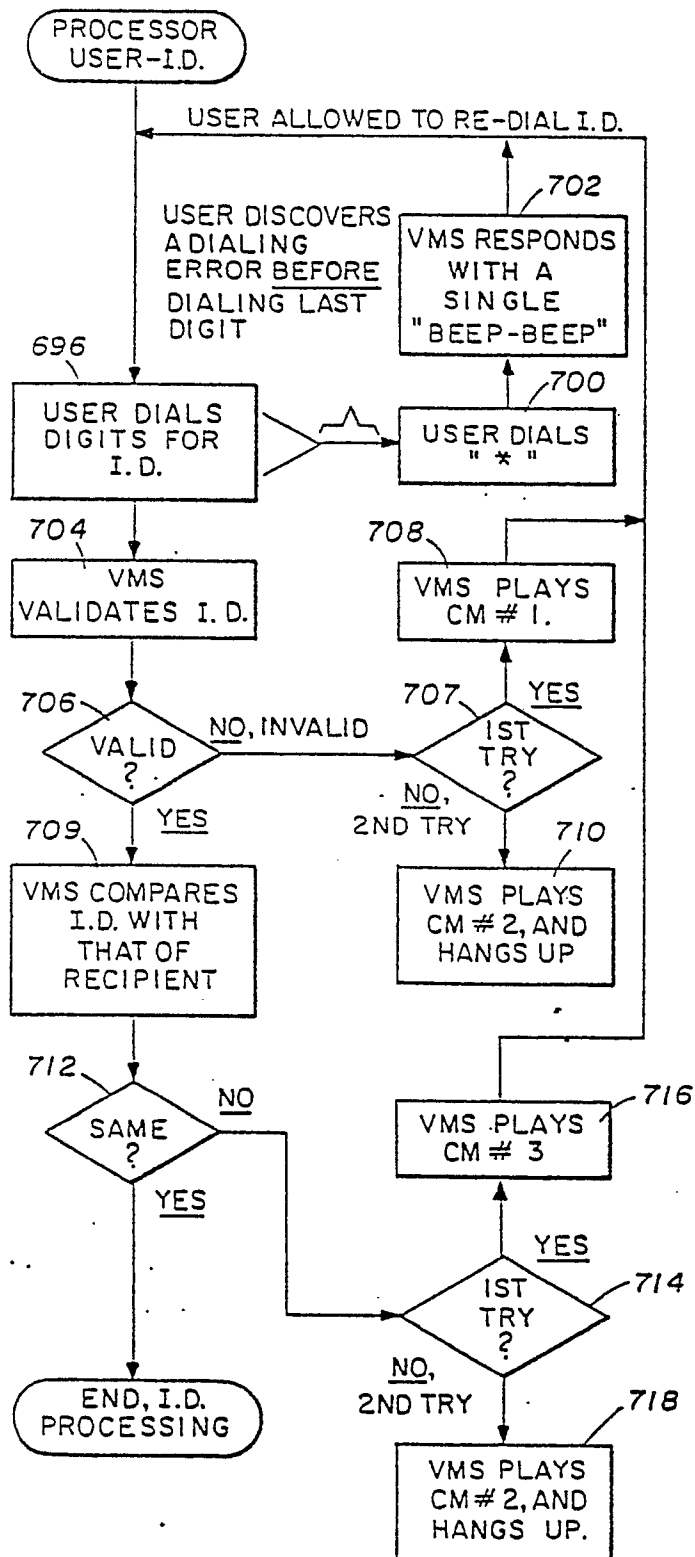 PROCESSOR
USER-I.D.
USER ALLOWED TO RE-DIAL I.D.
702
USER DISCOVERS
A DIALING
ERROR BEFORE
DIALING LAST
DIGIT
VMS RESPONDS
WITH A
SINGLE
"BEEP-BEEP"
696
700
USER DIALS
DIGITS FOR
I.D.
USER DIALS
"*"
704
708
VMS
VALIDATES I.D.
VMS PLAYS
CM # 1.
706
707
YES
VALID
?
NO, INVALID
1ST
TRY
?
YES
NO,
2ND TRY
709
710
VMS COMPARES
I.D. WITH
THAT OF
RECIPIENT
VMS PLAYS
CM # 2, AND
HANGS UP
712
NO
716
SAME
?
VMS PLAYS
CM # 3
YES
YES
714
1ST
TRY
?
NO,
2ND TRY
END, I.D.
PROCESSING
718
VMS PLAYS
CM # 2, AND
HANGS UP.